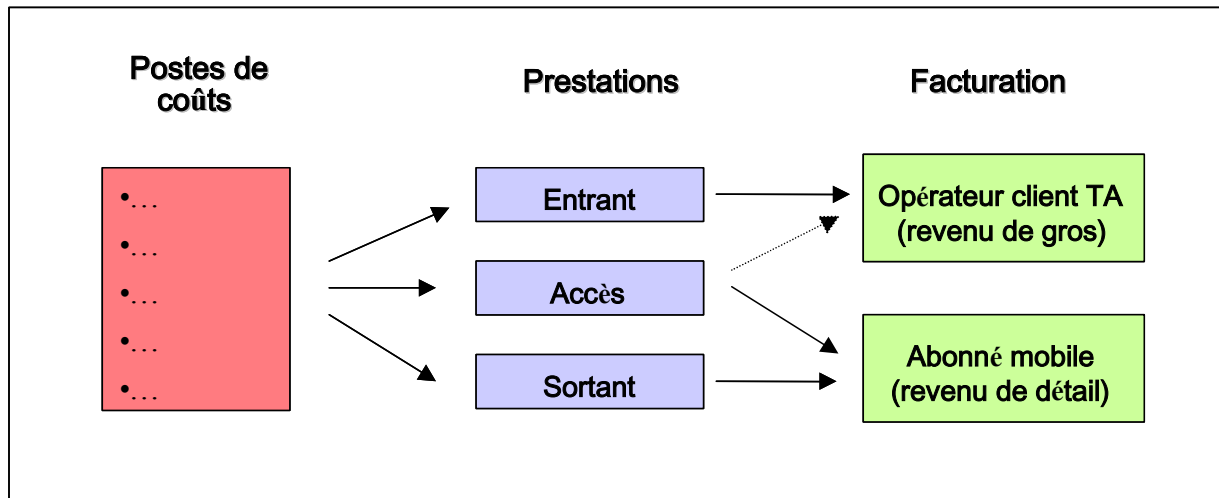 Postes de
coûts
Prestations
Facturation
•...
•...
•...
•...
•...
Entrant
Accès
Sortant
Opérateur client TA
(revenu de gros)
Abonné mobile
(revenu de détail)